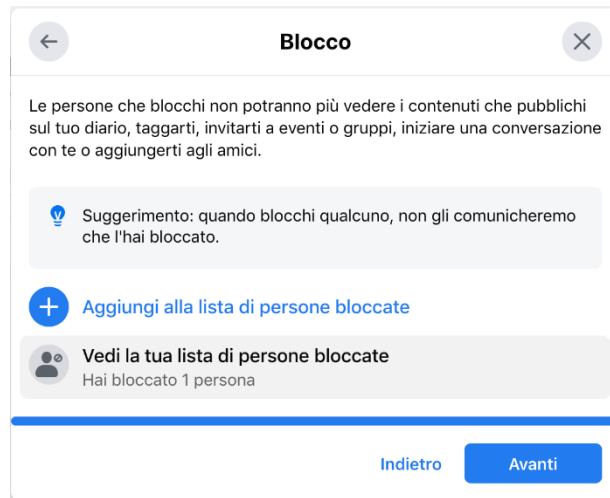 Blocco
Le persone che blocchi non potranno più vedere i contenuti che pubblichi
sul tuo diario, taggarti, invitarti a eventi o gruppi, iniziare una conversazione
con te o aggiungerti agli amici.
Suggerimento: quando blocchi qualcuno, non gli comunicheremo
che l'hai bloccato.
Aggiungi alla lista di persone bloccate
Vedi la tua lista di persone bloccate
Hai bloccato 1 persona
Indietro
Avanti